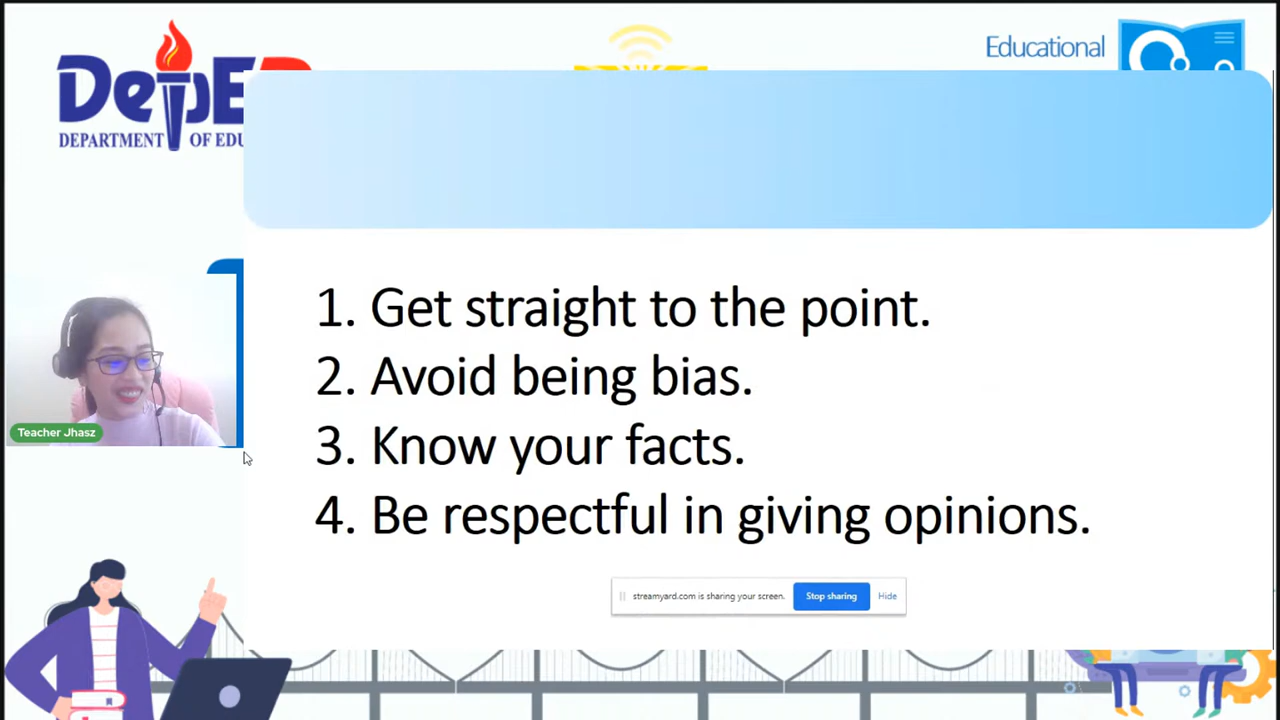 DepE
DEPARTMENT OF EDU
Educational
1. Get straight to the point.
2. Avoid being bias.
3. Know your facts.
4. Be respectful in giving opinions.
Teacher Jhasz
streamyard.com is sharing your screen. Stop sharing Hide